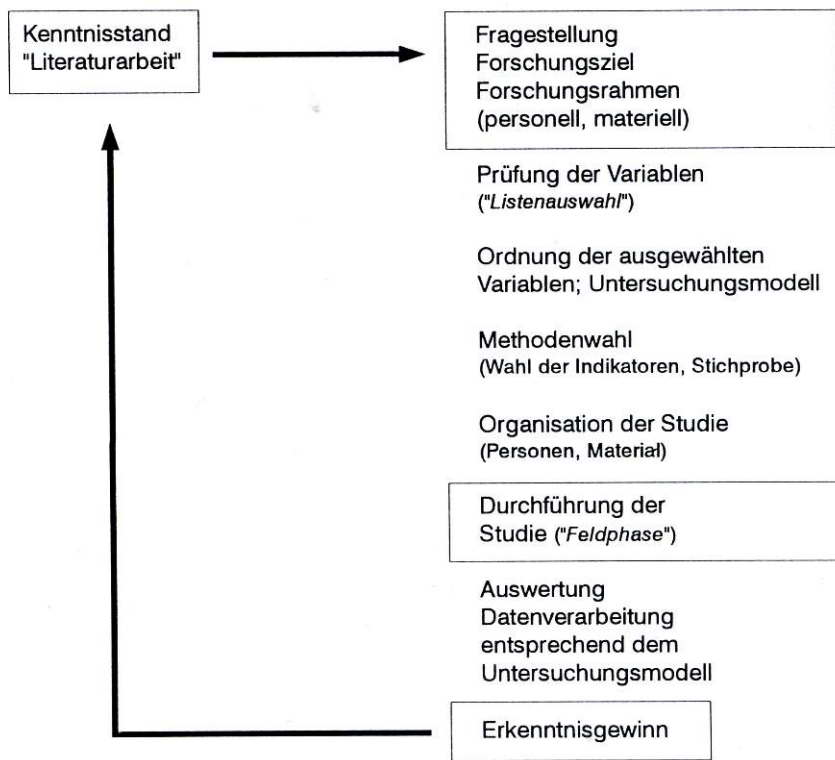 Kenntnisstand
"Literaturarbeit"
Fragestellung
Forschungsziel
Forschungsrahmen
(personell, materiell)
Prüfung der Variablen
("Listenauswahl")
Ordnung der ausgewählten
Variablen; Untersuchungsmodell
Methodenwahl
(Wahl der Indikatoren, Stichprobe)
Organisation der Studie
(Personen, Material)
Durchführung der
Studie ("Feldphase")
Auswertung
Datenverarbeitung
entsprechend dem
Untersuchungsmodell
Erkenntnisgewinn